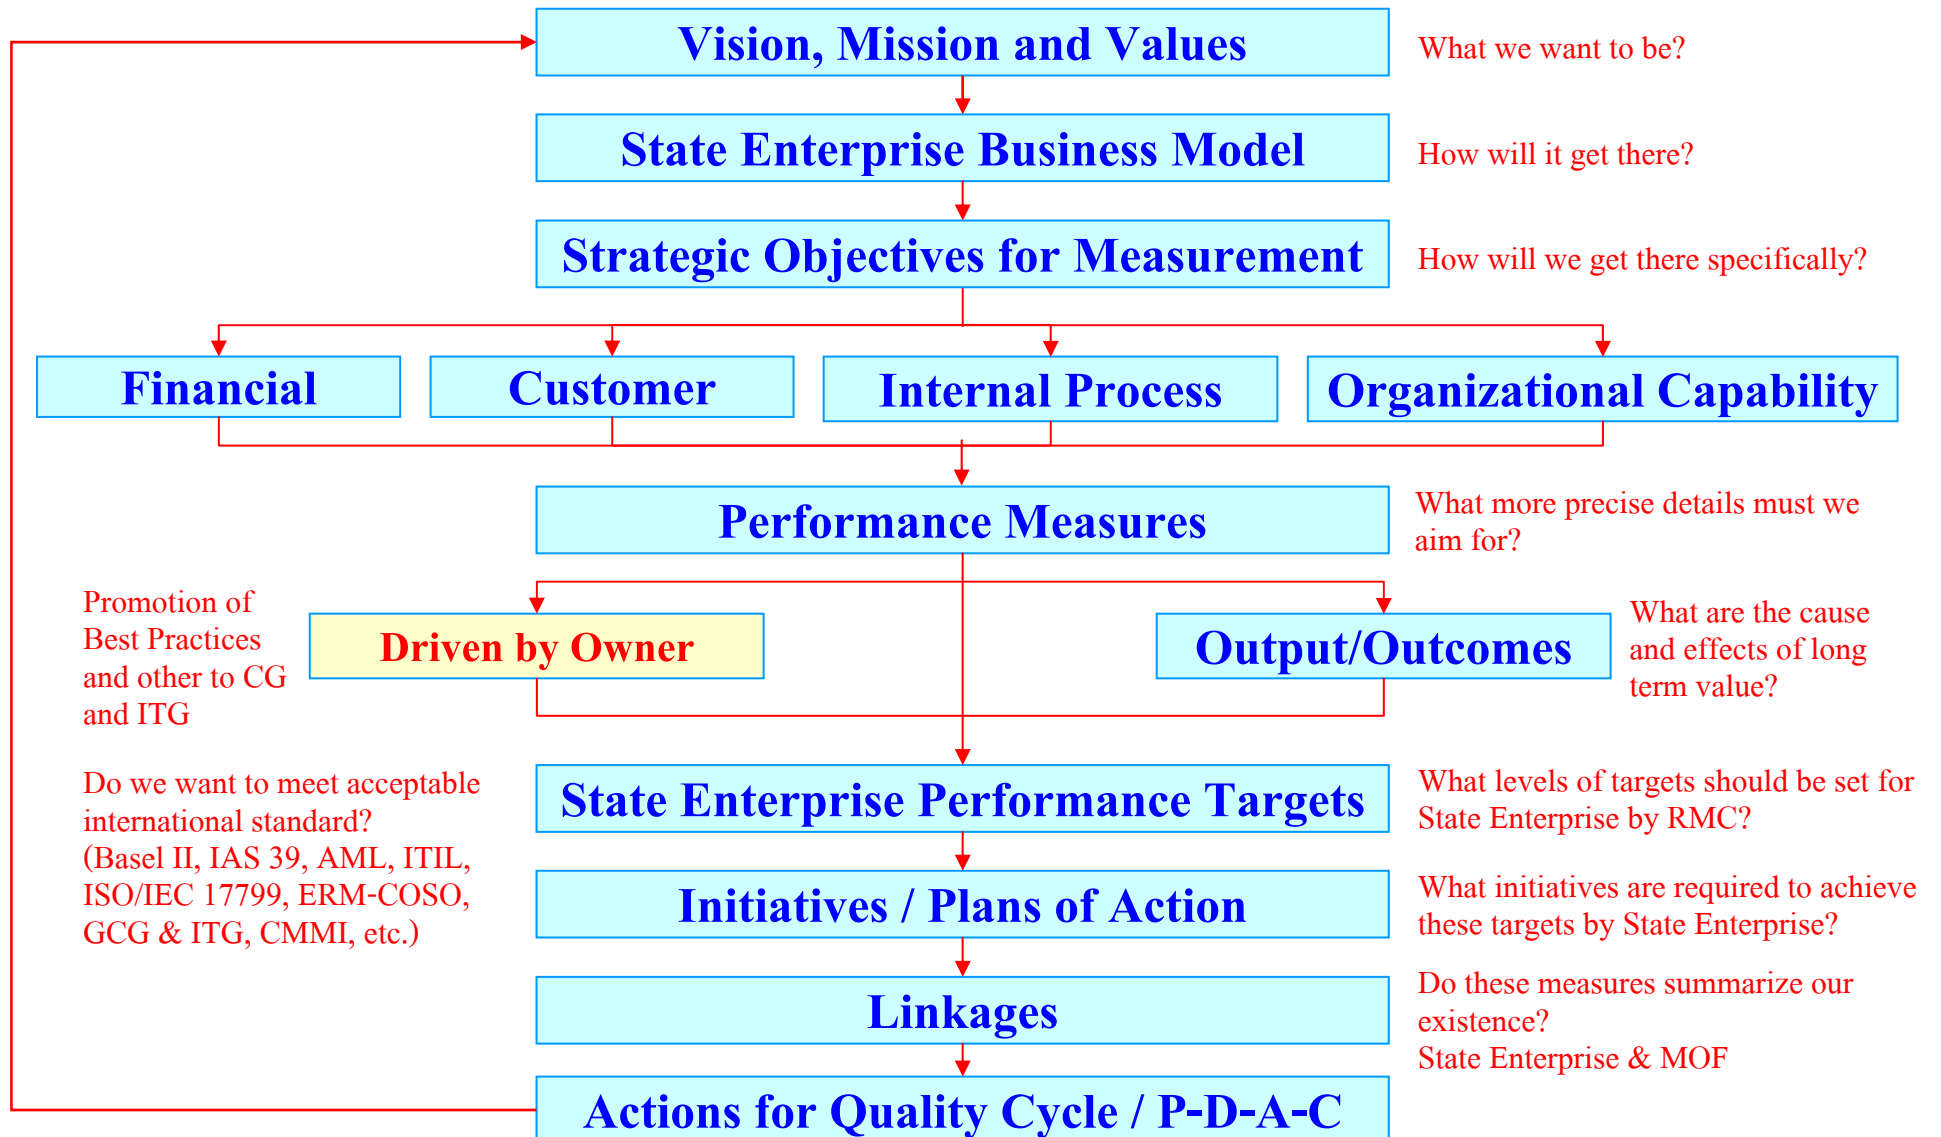 Vision, Mission and Values
What we want to be?
State Enterprise Business Model
How will it get there?
Strategic Objectives for Measurement
How will we get there specifically?
Financial
Customer
Internal Process
Organizational Capability
Performance Measures
What more precise details must we
aim for?
Promotion of
Best Practices
and other to CG
and ITG
Driven by Owner
Output/Outcomes
What are the cause
and effects of long
term value?
Do we want to meet acceptable
international standard?
(Basel II, IAS 39, AML, ITIL,
ISO/IEC 17799, ERM-COSO,
GCG & ITG, CMMI, etc.)
State Enterprise Performance Targets
What levels of targets should be set for
State Enterprise by RMC?
Initiatives / Plans of Action
What initiatives are required to achieve
these targets by State Enterprise?
Linkages
Do these measures summarize our
existence?
State Enterprise & MOF
Actions for Quality Cycle / P-D-A-C